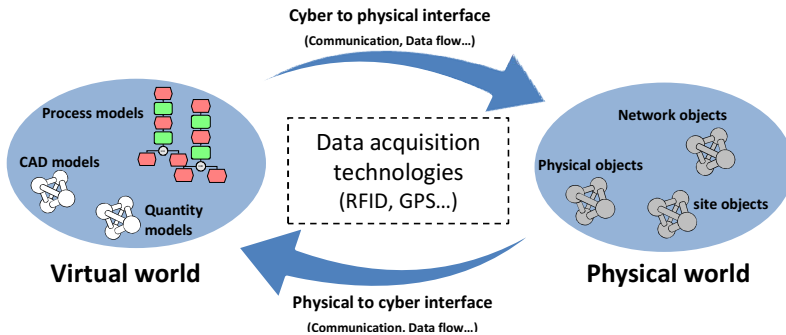 Cyber to physical interface
(Communication, Data flow...)
Process models
CAD models
Quantity
models
Virtual world
Data acquisition
technologies
(RFID, GPS...)
Network objects
Physical objects
site objects
Physical world
Physical to cyber interface
(Communication, Data flow...)